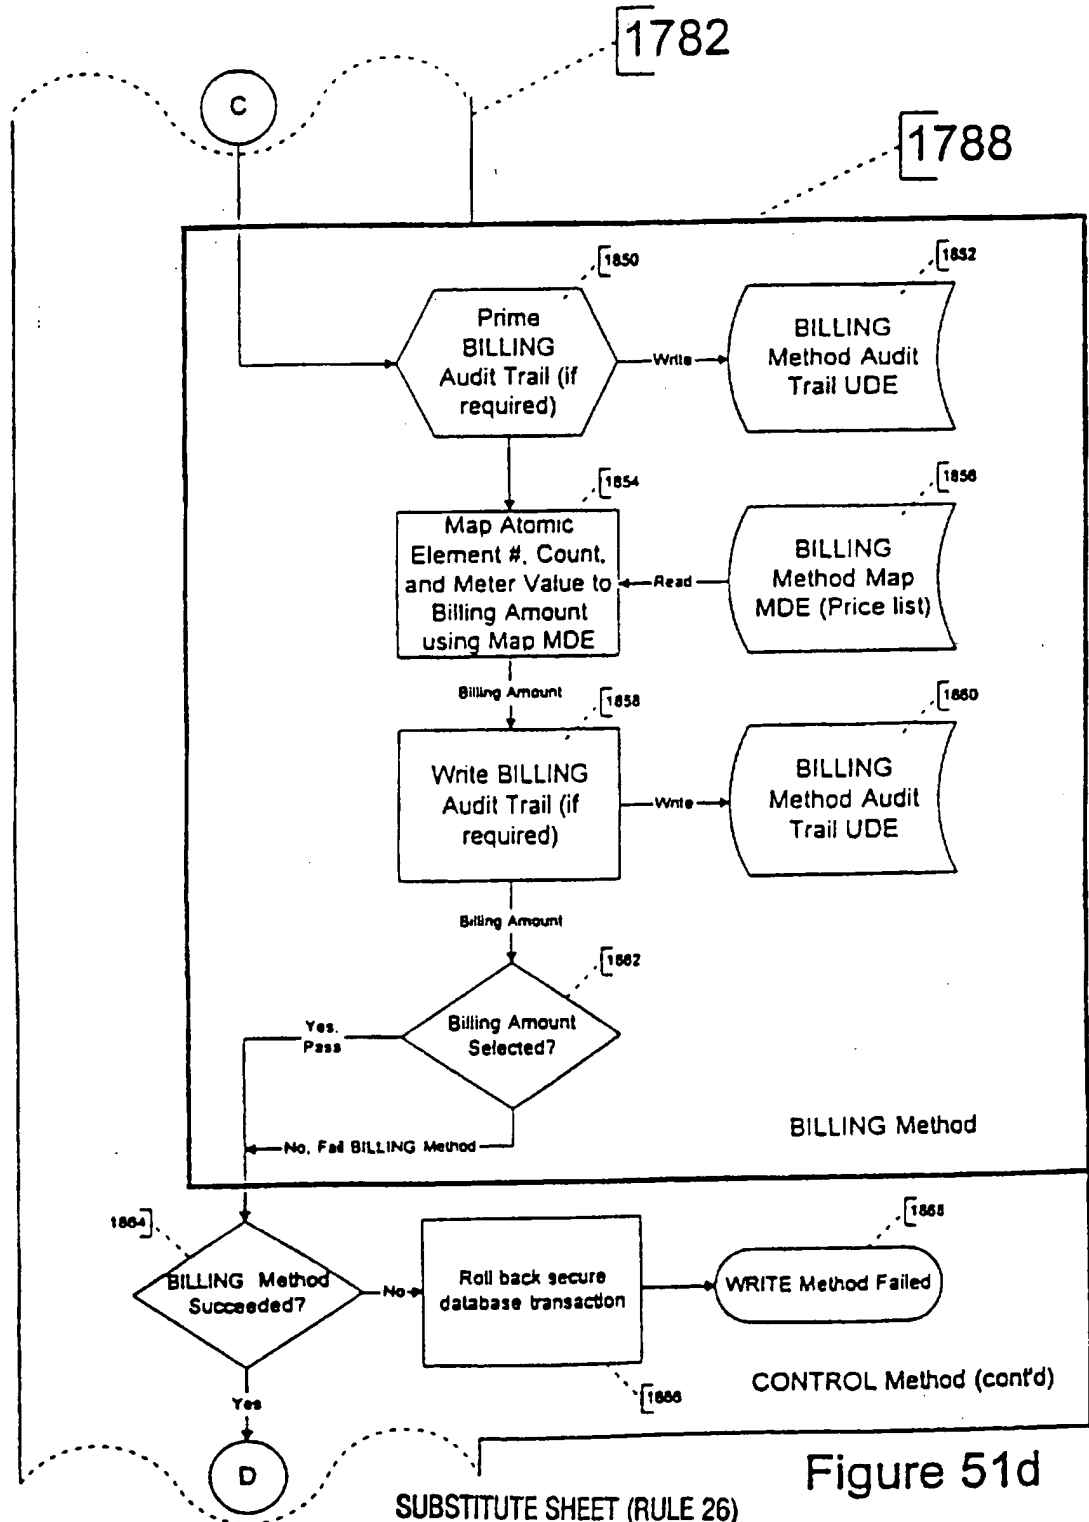 1782
C
1788
1850
1852
Prime
BILLING
Audit Trail (if
required)
Write
BILLING
Method Audit
Trail UDE
1854
1856
Map Atomic
Element #, Count,
and Meter Value to
Billing Amount
using Map MDE
Read
BILLING
Method Map
MDE (Price list)
Billing Amount
1858
1860
Write BILLING
Audit Trail (if
required)
Write
BILLING
Method Audit
Trail UDE
Billing Amount
1862
Billing Amount
Selected?
Yes,
Pass
No, Fail BILLING Method
BILLING Method
1864
1868
BILLING Method
Succeeded?
No
Roll back secure
database transaction
WRITE Method Failed
1866
CONTROL Method (cont'd)
Yes
D
Figure 51d
SUBSTITUTE SHEET (RULE 26)